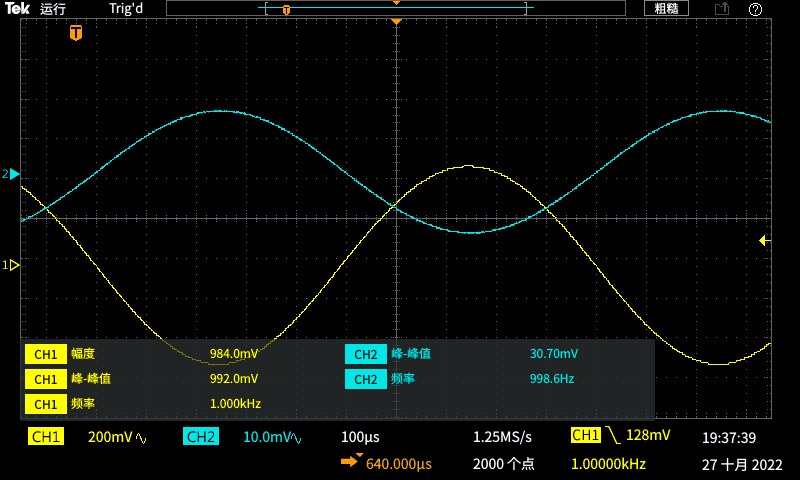 Tek 运行 Trig'd T 粗糙 ?
T
2
1
CH1 幅度 984.0mV CH2 峰-峰值 30.70mV
CH1 峰-峰值 992.0mV CH2 频率 998.6Hz
CH1 频率 1.000kHz
CH1 200mV CH2 10.0mV 100µs 1.25MS/s CH1 128mV 19:37:39
640.000µs 2000 个点 1.00000kHz 27 十月 2022